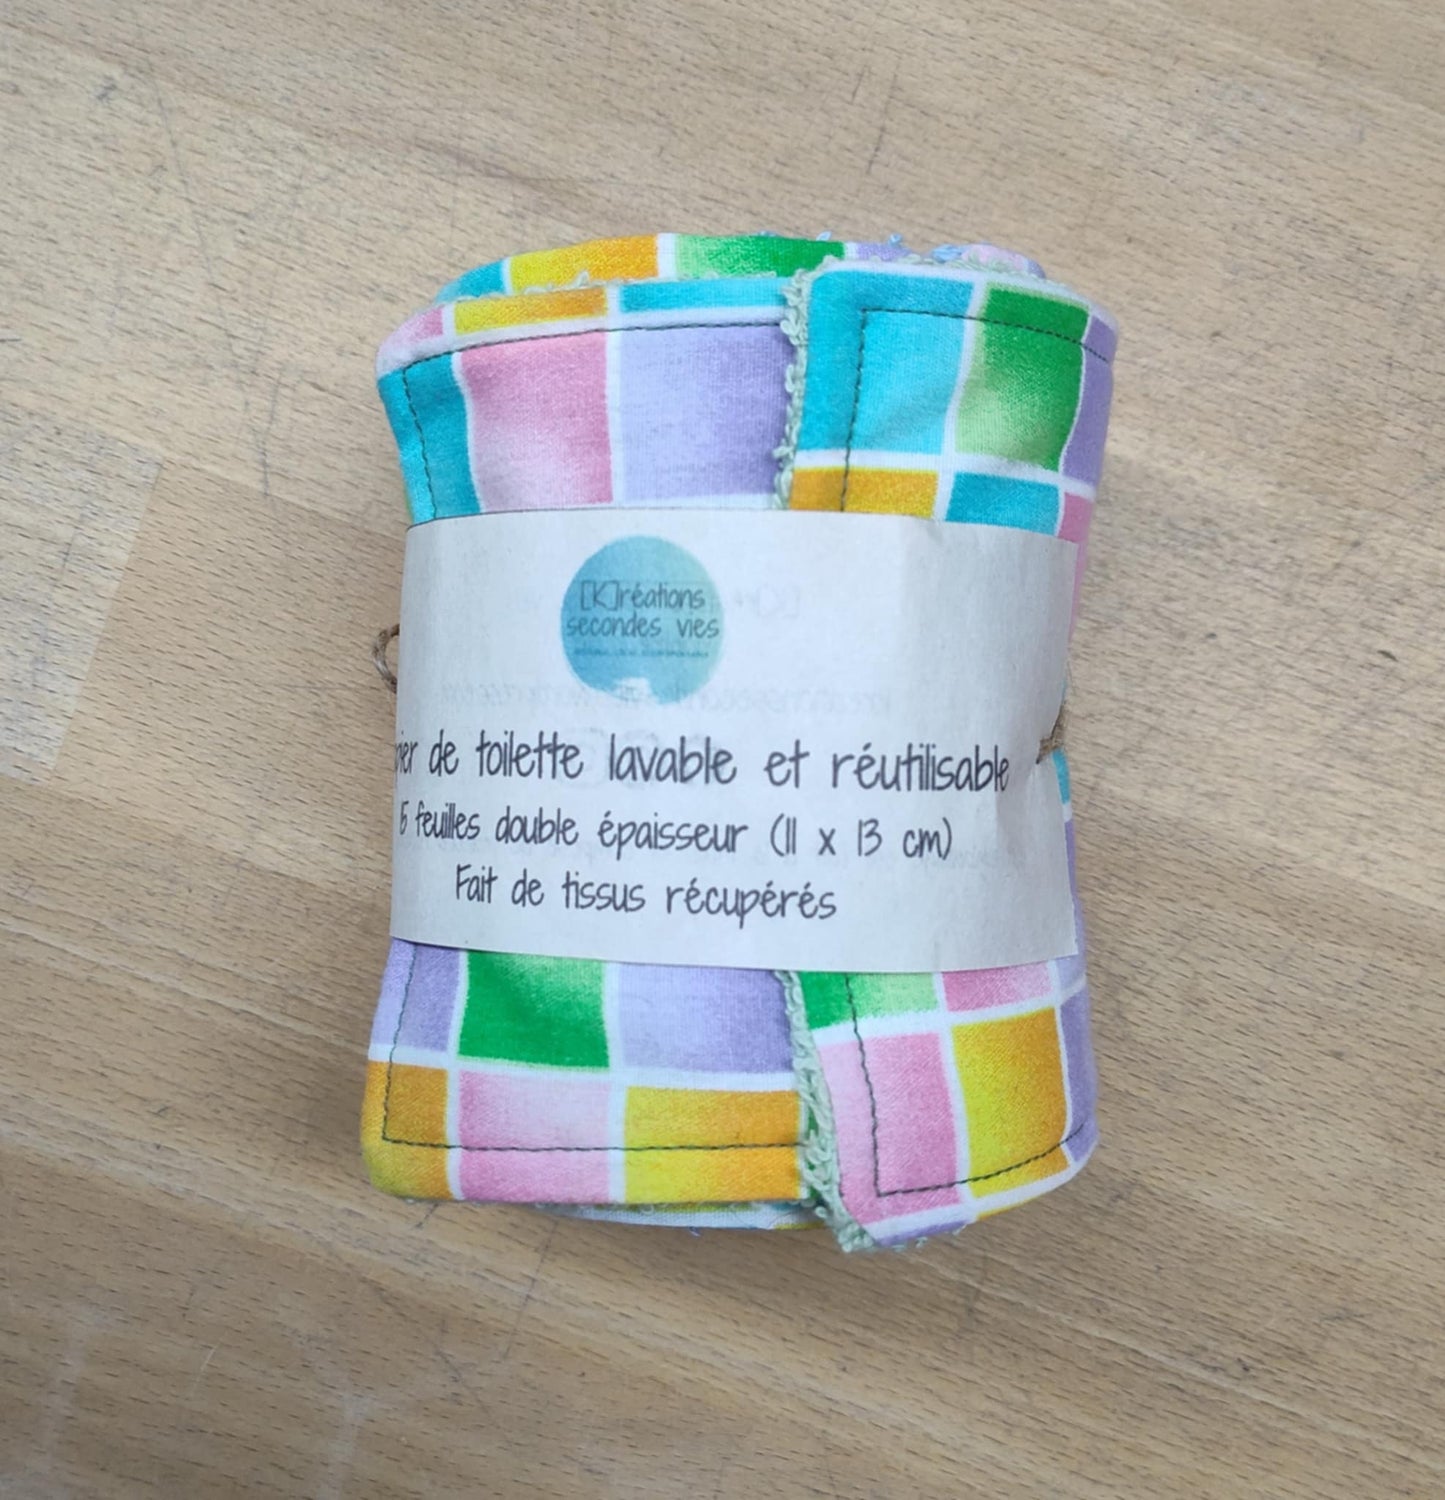 [K]réations
secondes vies
pier de toilette lavable et réutilisable
15 feuilles double épaisseur (11 x 13 cm)
Fait de tissus récupérés